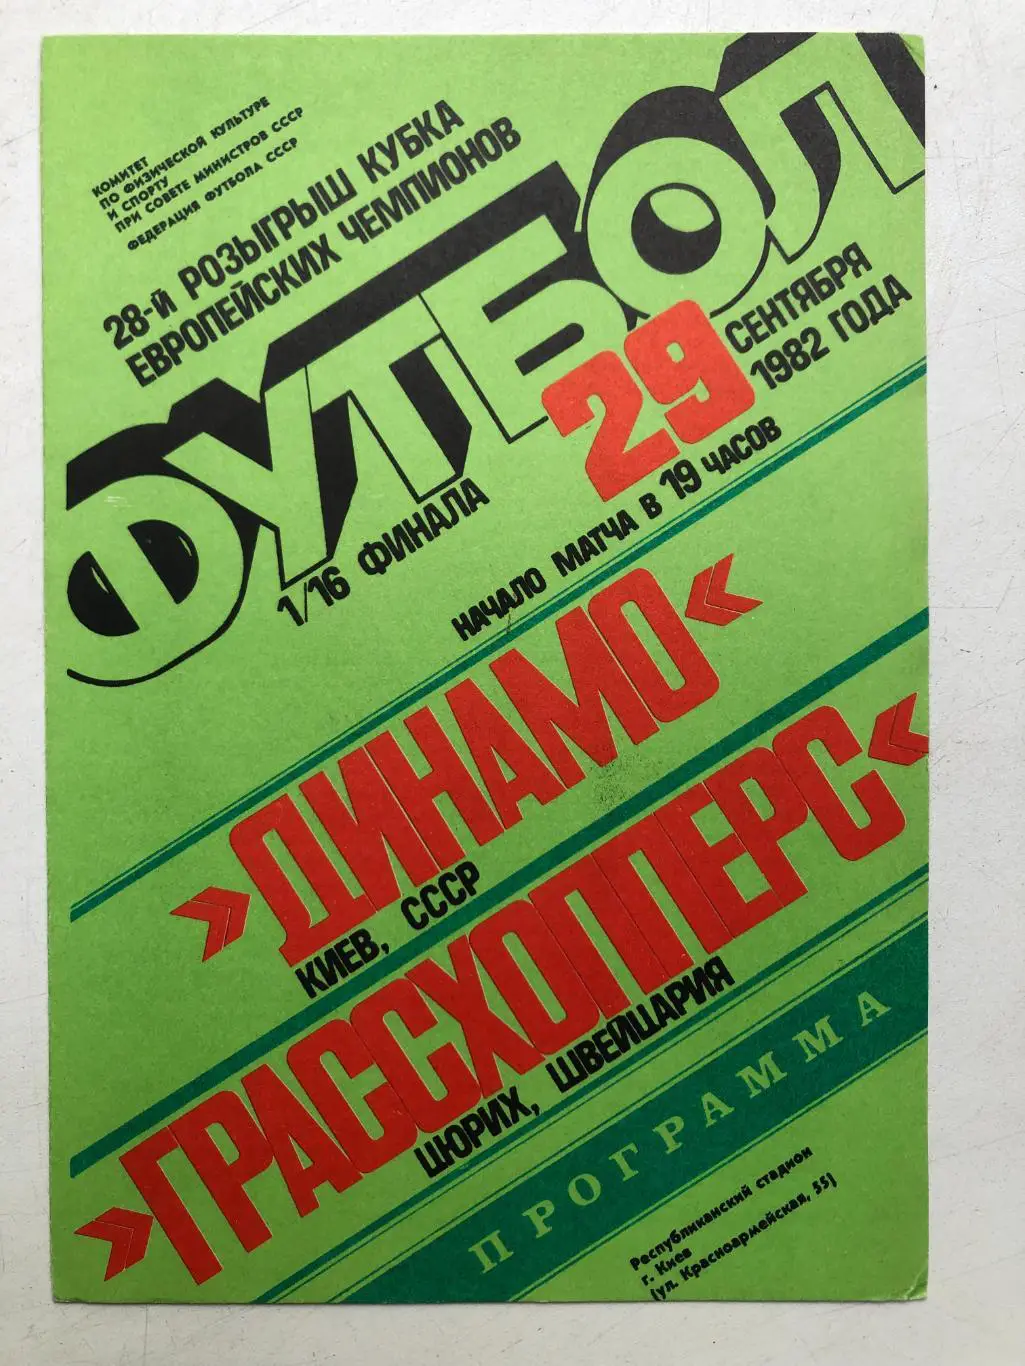 КОМИТЕТ
ПО ФИЗИЧЕСКОЙ КУЛЬТУРЕ
И СПОРТУ
ПРИ СОВЕТЕ МИНИСТРОВ СССР
ФЕДЕРАЦИЯ ФУТБОЛА СССР
28-й РОЗЫГРЫШ КУБКА
ЕВРОПЕЙСКИХ ЧЕМПИОНОВ
ФУТБОЛ
1/16 ФИНАЛА
29
СЕНТЯБРЯ
1982 ГОДА
НАЧАЛО МАТЧА В 19 ЧАСОВ
»ДИНАМО«
КИЕВ, СССР
»ГРАССХОППЕРС«
ЦЮРИХ, ШВЕЙЦАРИЯ
ПРОГРАММА
Республиканский стадион
г. Киев
(ул. Красноармейская, 55)